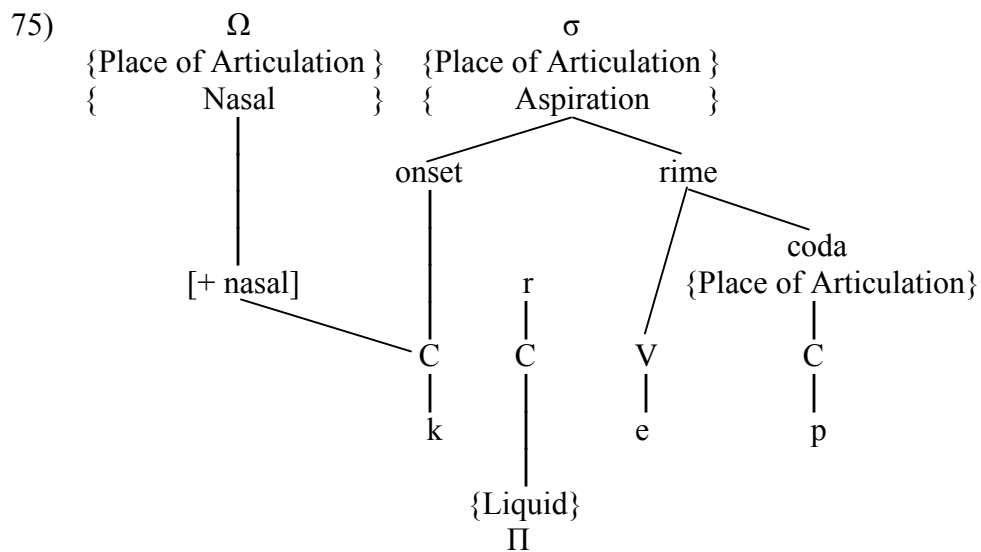 75) Ω σ
{Place of Articulation } {Place of Articulation }
{ Nasal } { Aspiration }
onset rime
coda
[+ nasal] r {Place of Articulation}
C C V C
k e p
{Liquid}
Π